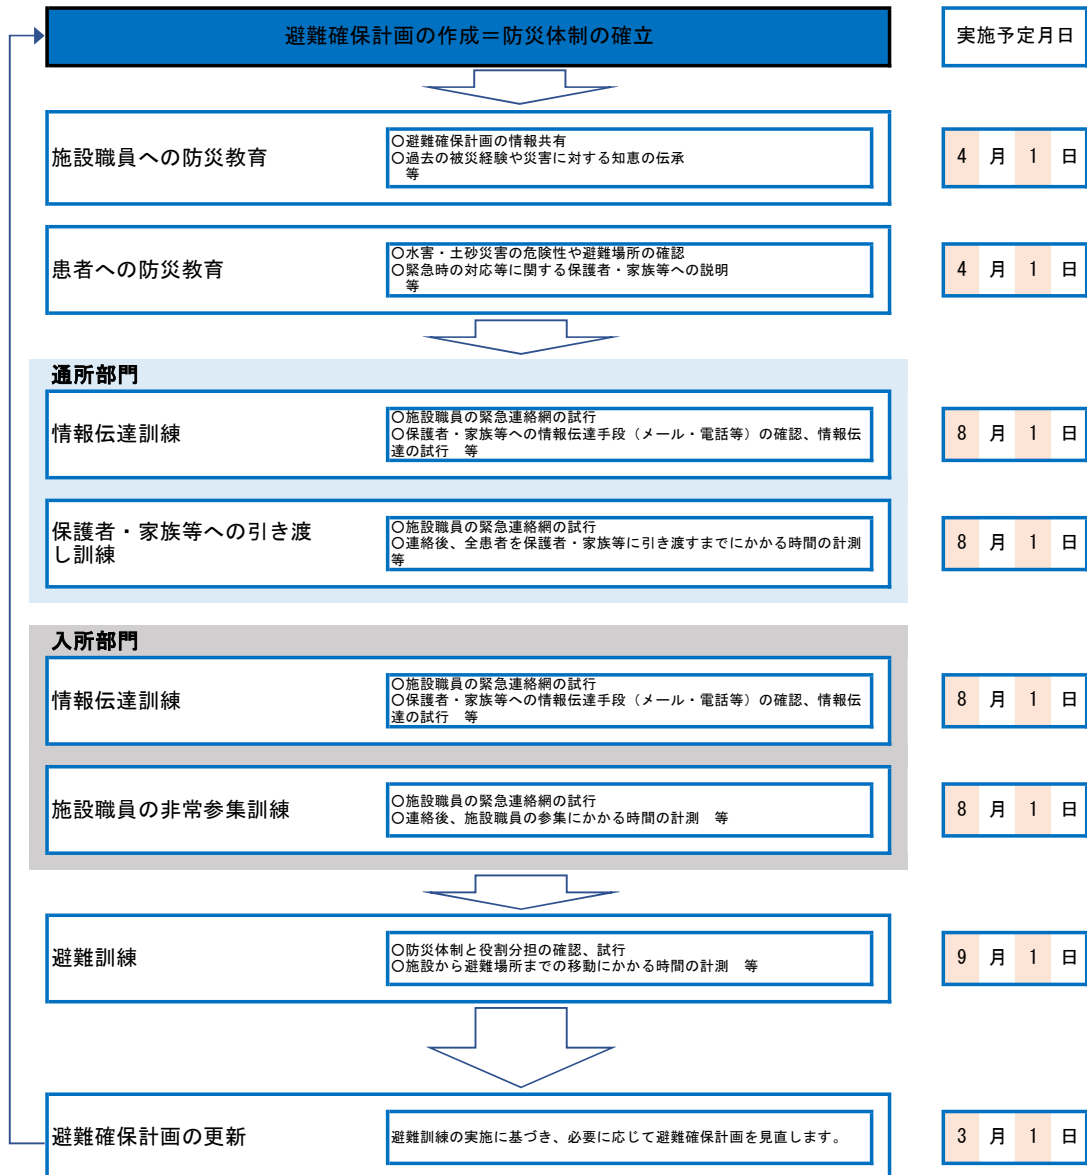 避難確保計画の作成＝防災体制の確立
実施予定月日
施設職員への防災教育
〇避難確保計画の情報共有
〇過去の被災経験や災害に対する知恵の伝承
等
4 月 1 日
患者への防災教育
〇水害・土砂災害の危険性や避難場所の確認
〇緊急時の対応等に関する保護者・家族等への説明
等
4 月 1 日
通所部門
情報伝達訓練
〇施設職員の緊急連絡網の試行
〇保護者・家族等への情報伝達手段（メール・電話等）の確認、情報伝
達の試行　等
8 月 1 日
保護者・家族等への引き渡
し訓練
〇施設職員の緊急連絡網の試行
〇連絡後、全患者を保護者・家族等に引き渡すまでにかかる時間の計測
等
8 月 1 日
入所部門
情報伝達訓練
〇施設職員の緊急連絡網の試行
〇保護者・家族等への情報伝達手段（メール・電話等）の確認、情報伝
達の試行　等
8 月 1 日
施設職員の非常参集訓練
〇施設職員の緊急連絡網の試行
〇連絡後、施設職員の参集にかかる時間の計測　等
8 月 1 日
避難訓練
〇防災体制と役割分担の確認、試行
〇施設から避難場所までの移動にかかる時間の計測　等
9 月 1 日
避難確保計画の更新
避難訓練の実施に基づき、必要に応じて避難確保計画を見直します。
3 月 1 日